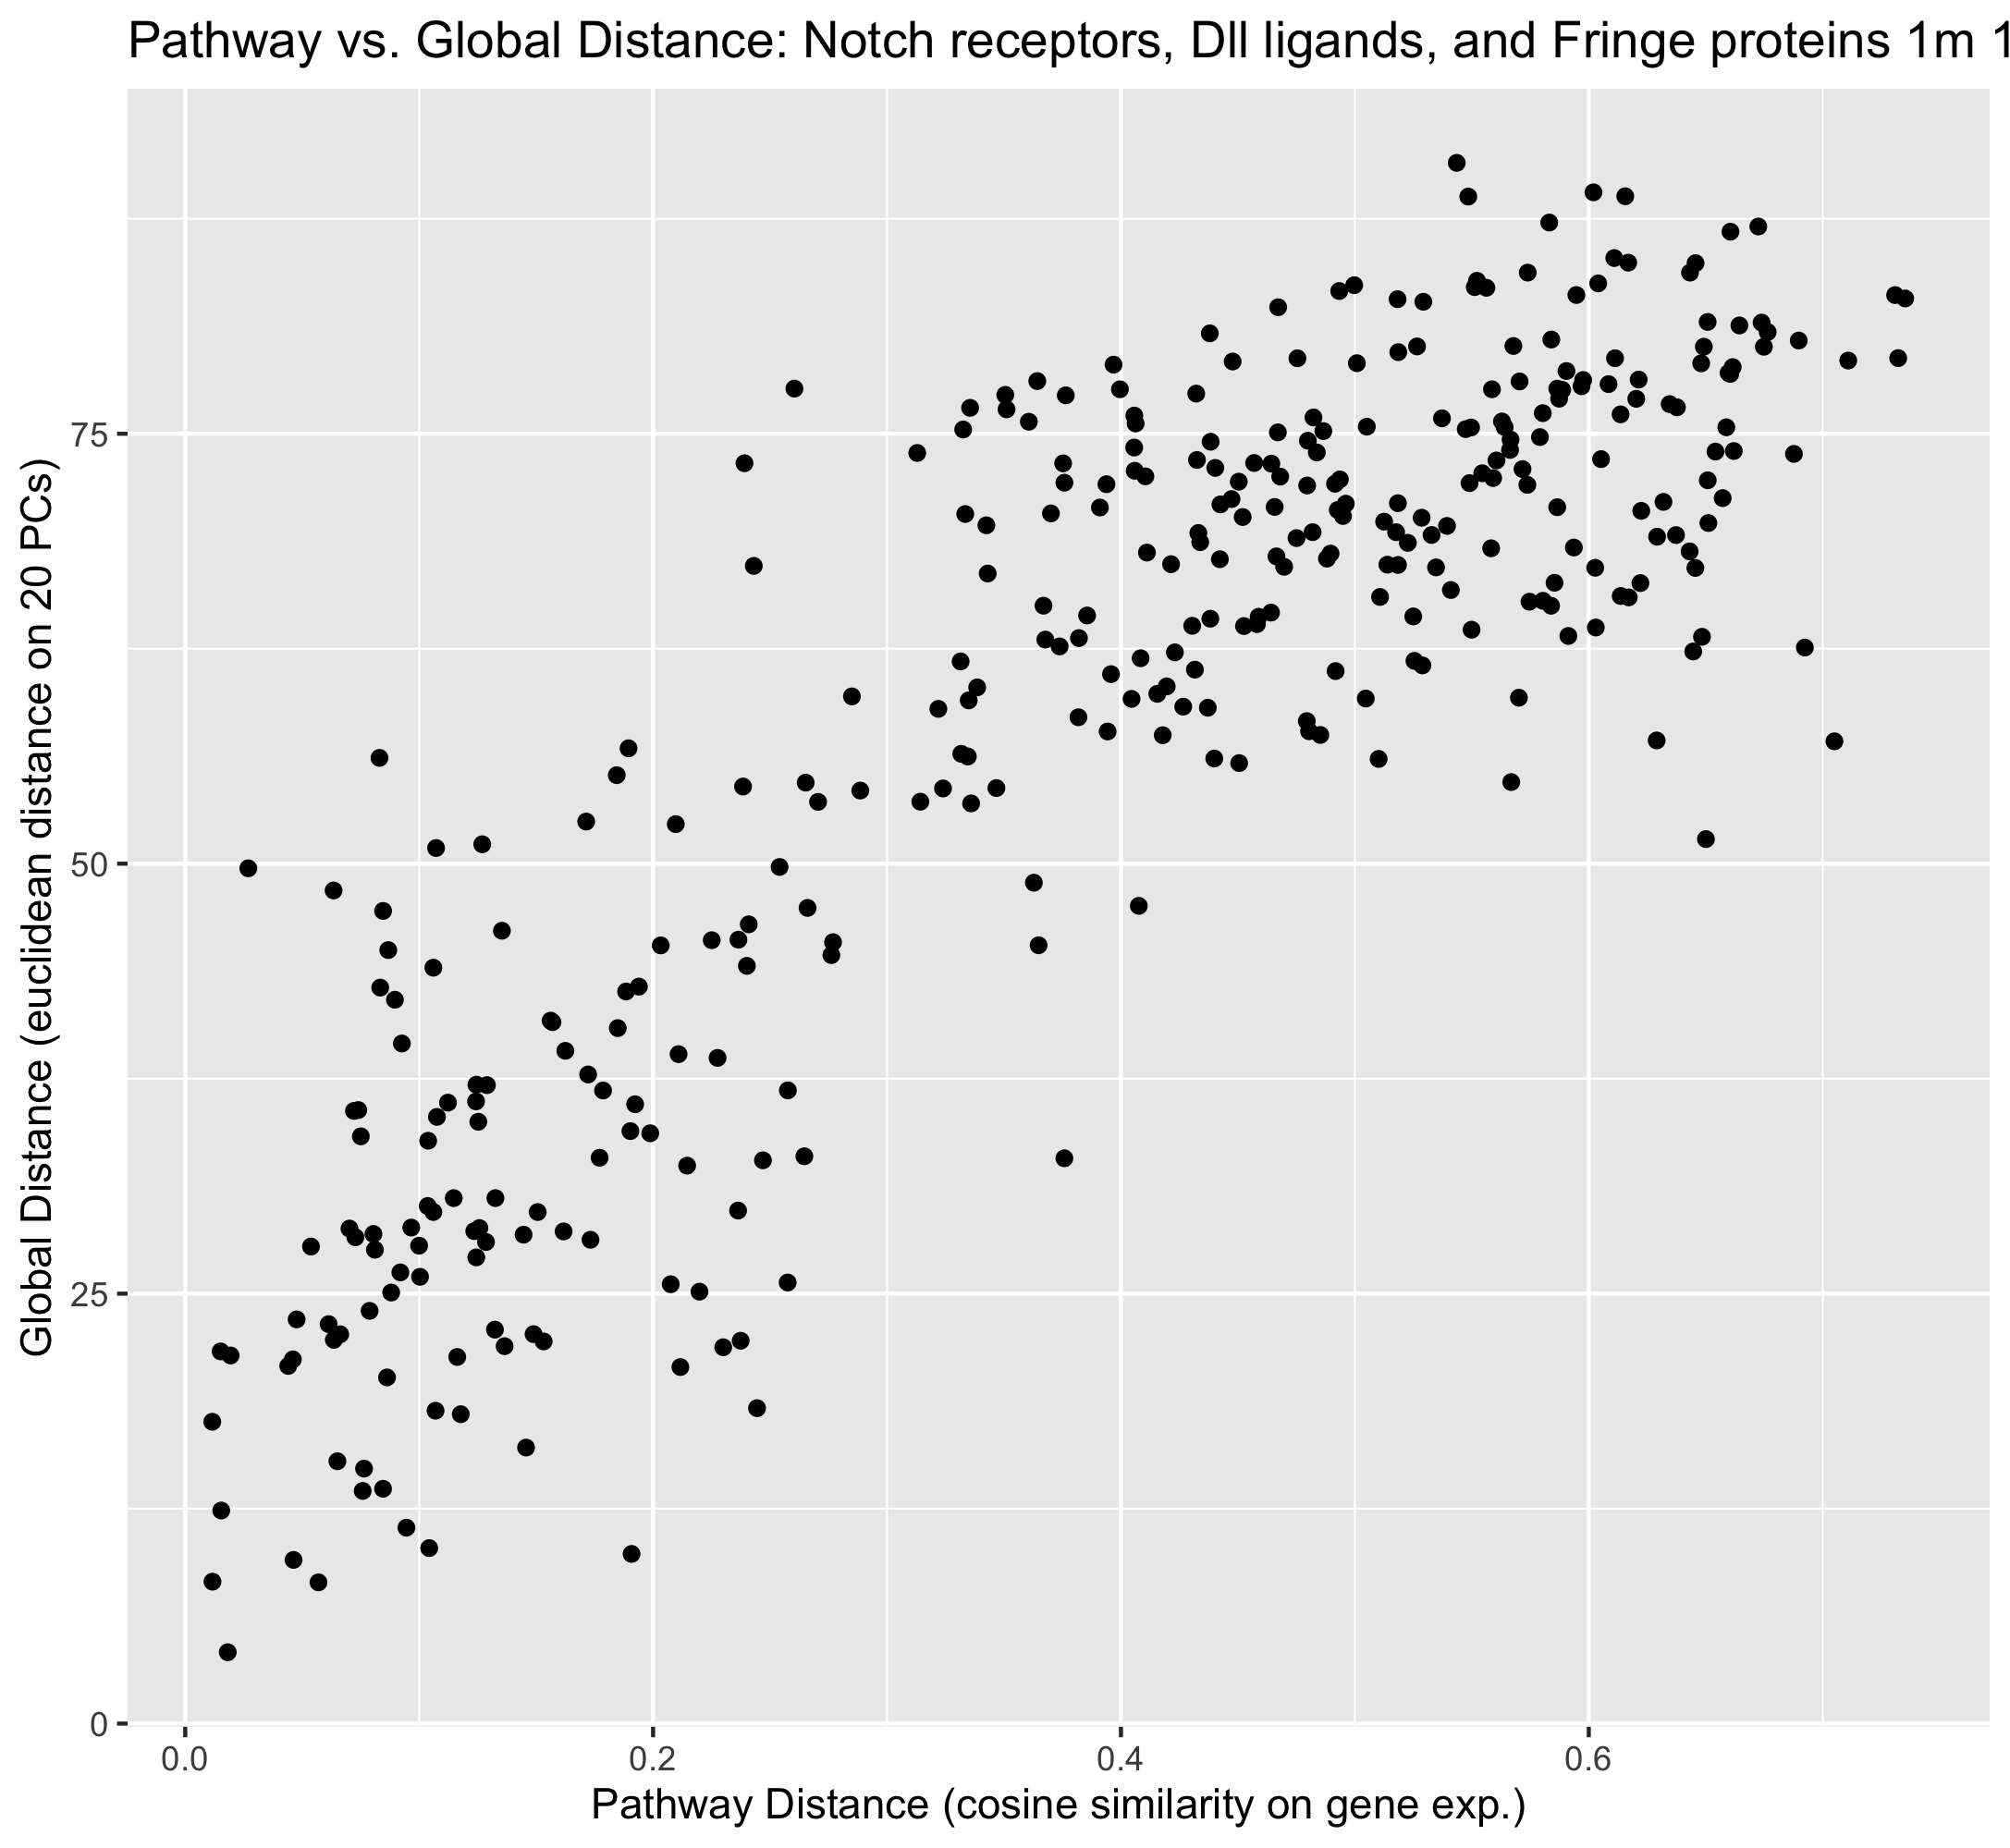 Pathway vs. Global Distance: Notch receptors, Dll ligands, and Fringe proteins 1m 1
Global Distance (euclidean distance on 20 PCs)
75
50
25
0
0.0 0.2 0.4 0.6
Pathway Distance (cosine similarity on gene exp.)